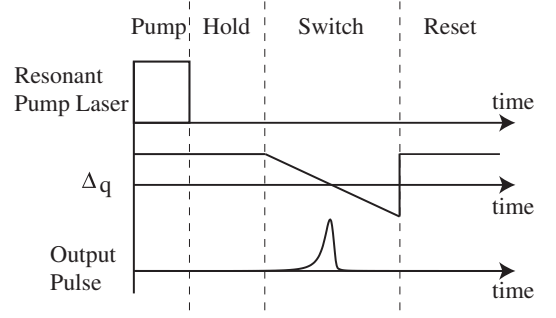 Pump Hold Switch Reset
Resonant
Pump Laser
time
Δq
time
Output
Pulse
time